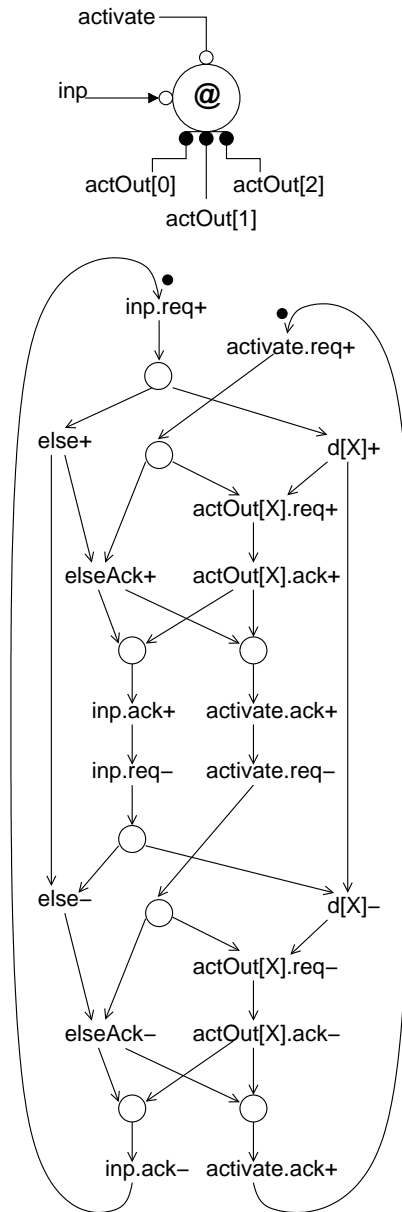 activate
@
inp
actOut[0] actOut[2]
actOut[1]
inp.req+
activate.req+
else+ d[X]+
actOut[X].req+
elseAck+ actOut[X].ack+
inp.ack+ activate.ack+
inp.req− activate.req−
else− d[X]−
actOut[X].req−
elseAck− actOut[X].ack−
inp.ack− activate.ack+